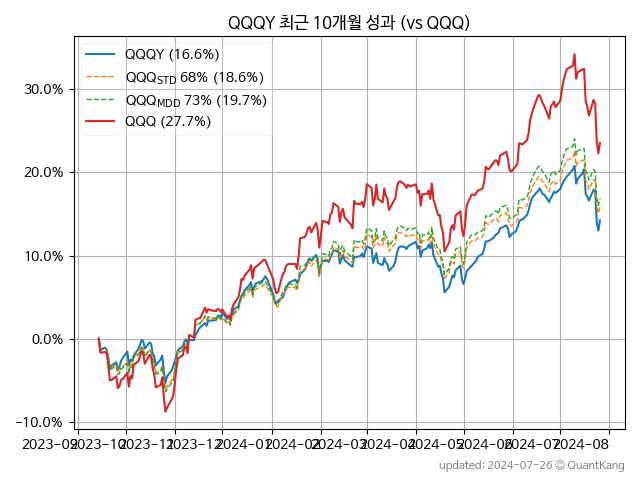 QQQY 최근 10개월 성과 (vs QQQ)
QQQY (16.6%)
QQQSTD 68% (18.6%)
QQQMDD 73% (19.7%)
QQQ (27.7%)
30.0%
20.0%
10.0%
0.0%
-10.0%
2023-09 2023-10 2023-11 2023-12 2024-01 2024-02 2024-03 2024-04 2024-05 2024-06 2024-07 2024-08
updated: 2024-07-26 © QuantKang